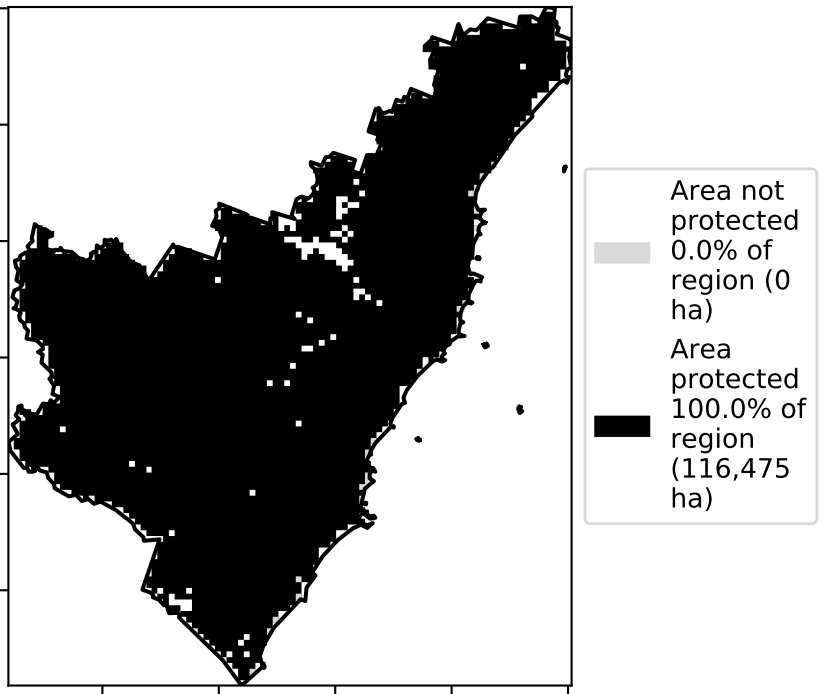 Area not
protected
0.0% of
region (0
ha)
Area
protected
100.0% of
region
(116,475
ha)